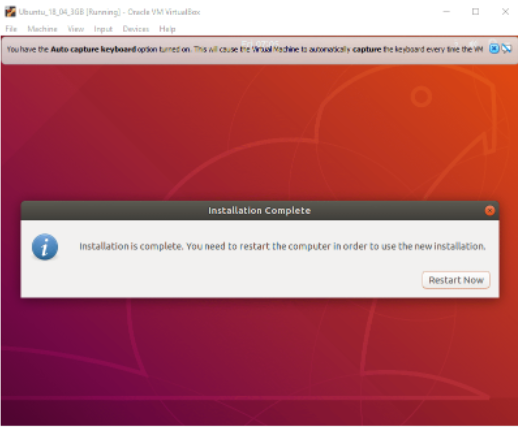 Ubuntu_18_04_3GB [Running] - Oracle VM VirtualBox
File Machine View Input Devices Help
You have the Auto capture keyboard option turned on. This will cause the Virtual Machine to automatically capture the keyboard every time the VM
Installation Complete
Installation is complete. You need to restart the computer in order to use the new installation.
Restart Now